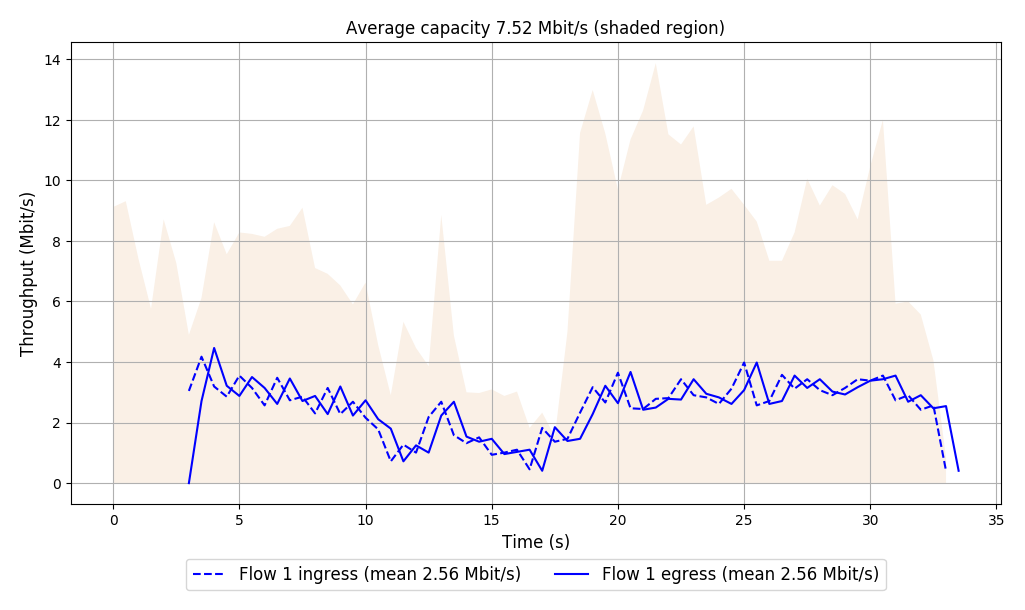 Average capacity 7.52 Mbit/s (shaded region)
Throughput (Mbit/s)
14
12
10
8
6
4
2
0
0 5 10 15 20 25 30 35
Time (s)
Flow 1 ingress (mean 2.56 Mbit/s) Flow 1 egress (mean 2.56 Mbit/s)